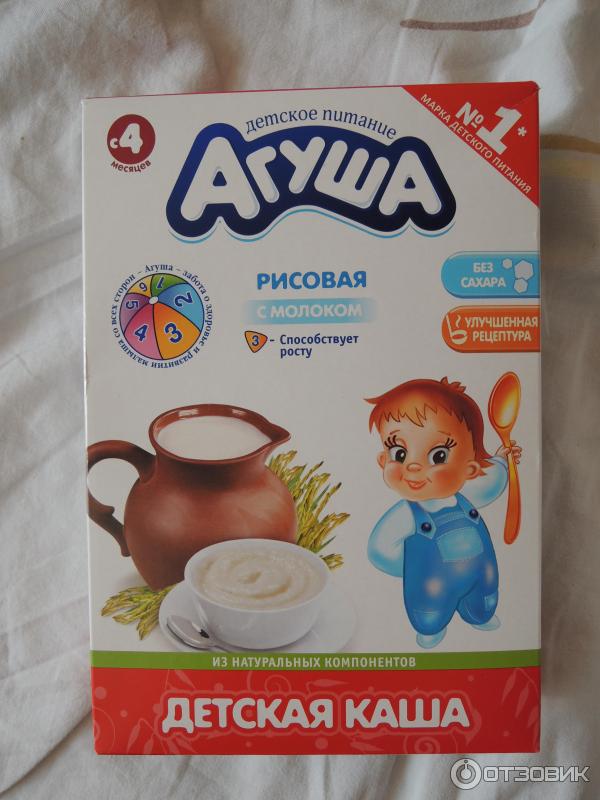 с 4
месяцев
детское питание
АГУША
№1*
МАРКА ДЕТСКОГО ПИТАНИЯ
Агуша – забота о здоровье и развитии малыша со всех сторон –
1
2
3
4
5
6
7
РИСОВАЯ
С МОЛОКОМ
3 - Способствует
росту
БЕЗ
САХАРА
УЛУЧШЕННАЯ
РЕЦЕПТУРА
ИЗ НАТУРАЛЬНЫХ КОМПОНЕНТОВ
ДЕТСКАЯ КАША
ОТЗОВИК